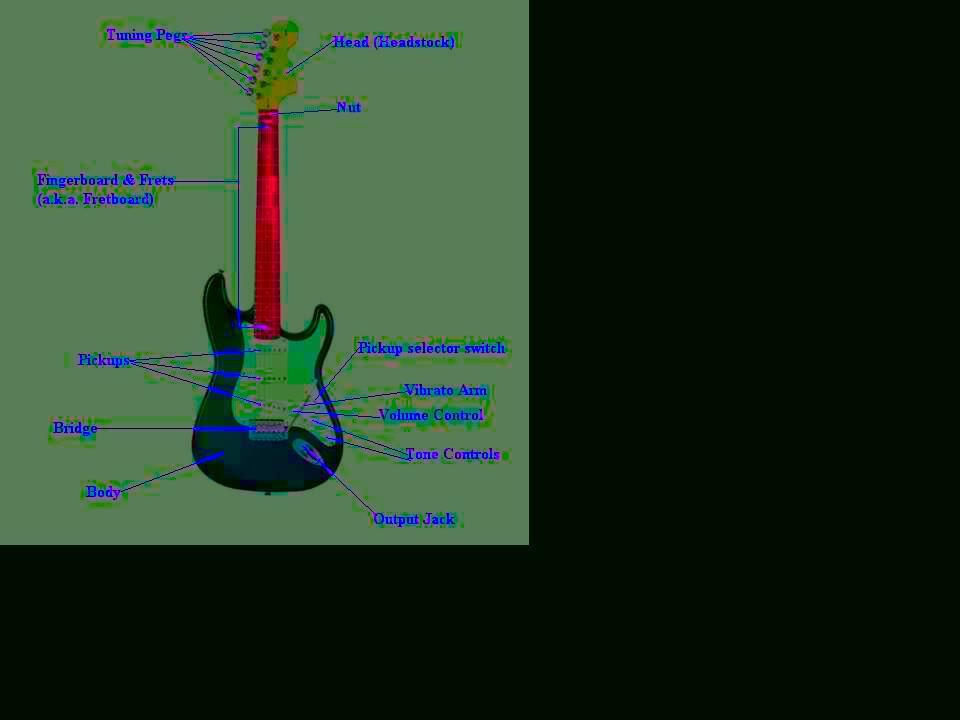 Tuning Pegs
Head (Headstock)
Nut
Fingerboard & Frets
(a.k.a. Fretboard)
Pickup selector switch
Pickups
Vibrato Arm
Volume Control
Bridge
Tone Controls
Body
Output Jack